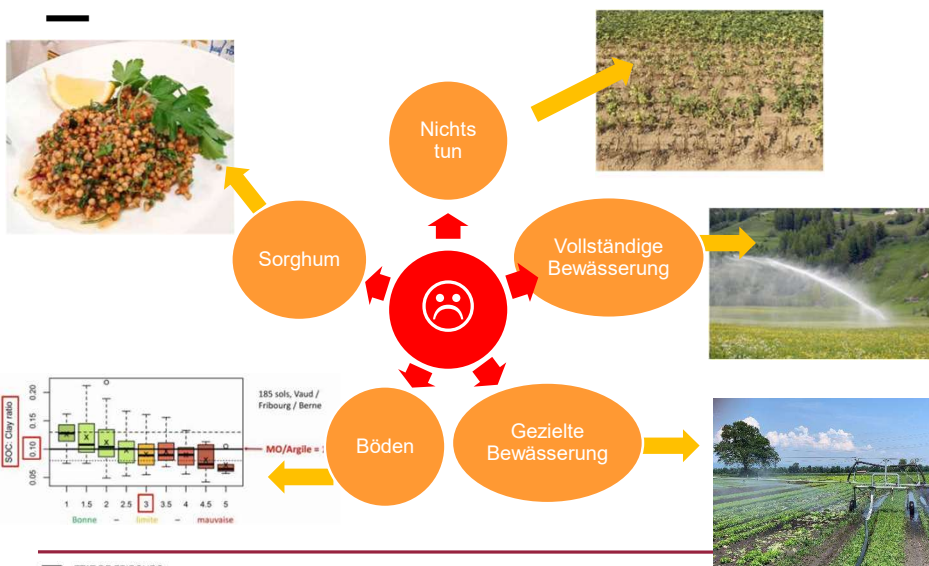 Nichts
tun
Sorghum
Vollständige
Bewässerung
Böden
Gezielte
Bewässerung
SOC: Clay ratio
0.20
0.15
0.10
0.05
185 sols, Vaud /
Fribourg / Berne
MO/Argile =
1 1.5 2 2.5 3 3.5 4 4.5 5
Bonne – limite – mauvaise